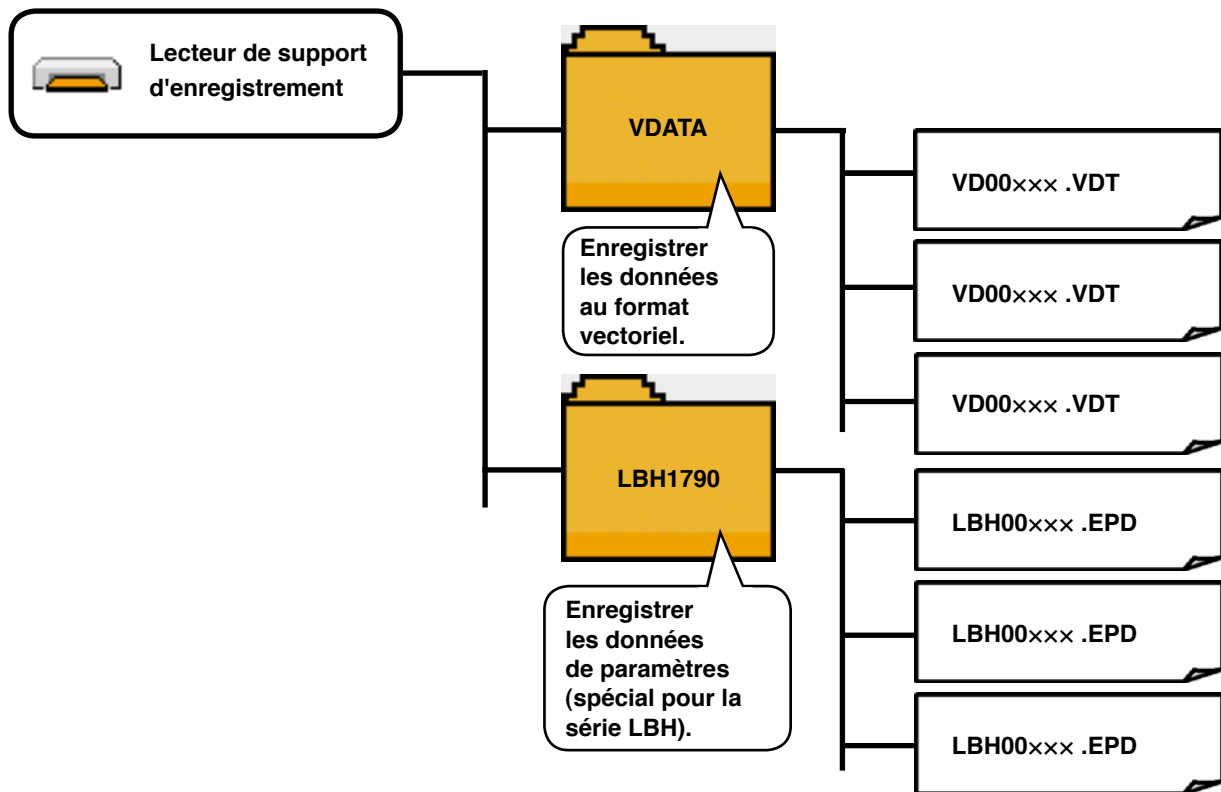 Lecteur de support
d'enregistrement
VDATA
Enregistrer
les données
au format
vectoriel.
VD00××× .VDT
VD00××× .VDT
VD00××× .VDT
LBH1790
Enregistrer
les données
de paramètres
(spécial pour la
série LBH).
LBH00××× .EPD
LBH00××× .EPD
LBH00××× .EPD